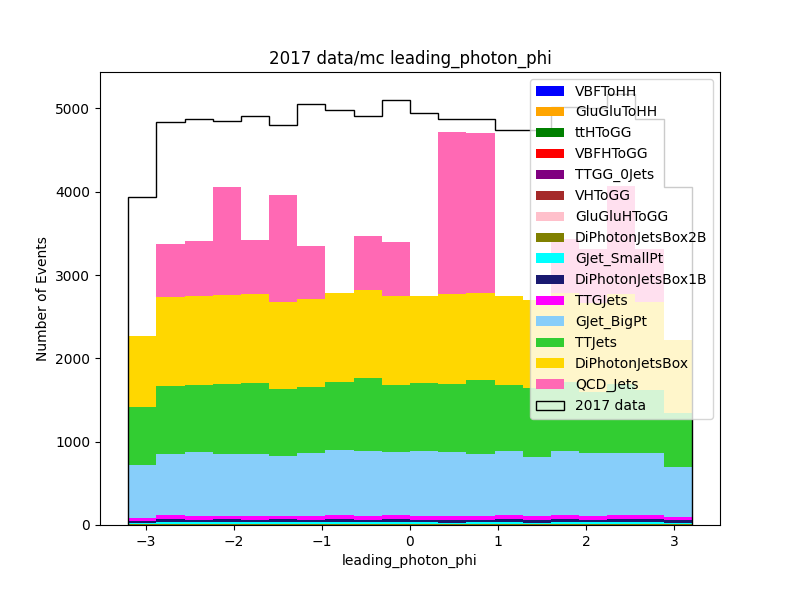 2017 data/mc leading_photon_phi
Number of Events
5000
4000
3000
2000
1000
0
−3
−2
−1
0
1
2
3
leading_photon_phi
VBFToHH
GluGluToHH
ttHToGG
VBFHToGG
TTGG_0Jets
VHToGG
GluGluHToGG
DiPhotonJetsBox2B
GJet_SmallPt
DiPhotonJetsBox1B
TTGJets
GJet_BigPt
TTJets
DiPhotonJetsBox
QCD_Jets
2017 data